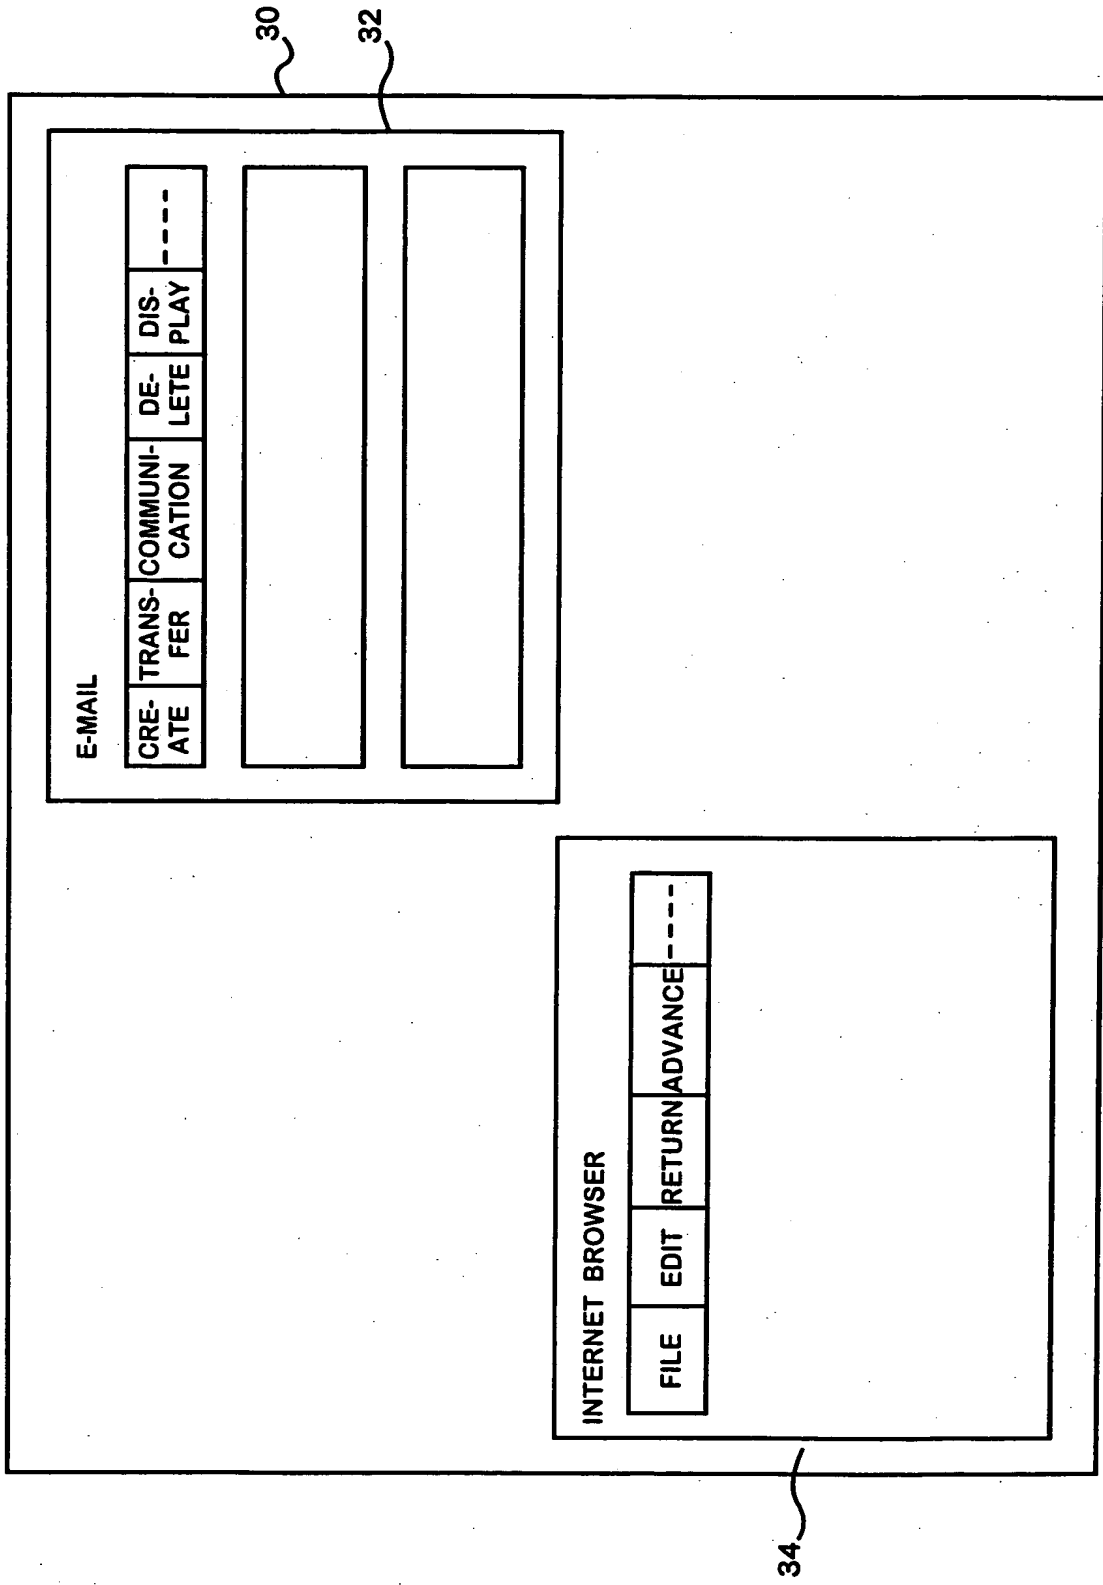 30
32
E-MAIL
CRE-
ATE
TRANS-
FER
COMMUNI-
CATION
DE-
LETE
DIS-
PLAY
----
INTERNET BROWSER
FILE
EDIT
RETURN
ADVANCE
----
34